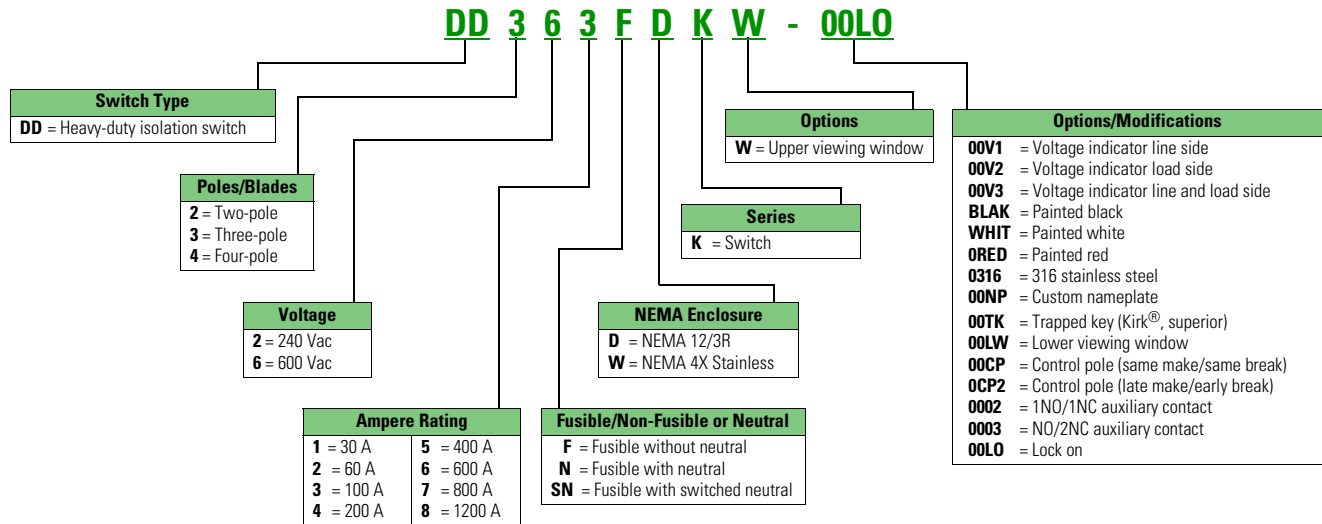 DD 3 6 3 F D K W - 00L0
Switch Type
DD = Heavy-duty isolation switch
Poles/Blades
2 = Two-pole
3 = Three-pole
4 = Four-pole
Voltage
2 = 240 Vac
6 = 600 Vac
Ampere Rating
1 = 30 A
2 = 60 A
3 = 100 A
4 = 200 A
5 = 400 A
6 = 600 A
7 = 800 A
8 = 1200 A
Fusible/Non-Fusible or Neutral
F = Fusible without neutral
N = Fusible with neutral
SN = Fusible with switched neutral
NEMA Enclosure
D = NEMA 12/3R
W = NEMA 4X Stainless
Series
K = Switch
Options
W = Upper viewing window
Options/Modifications
00V1 = Voltage indicator line side
00V2 = Voltage indicator load side
00V3 = Voltage indicator line and load side
BLAK = Painted black
WHIT = Painted white
0RED = Painted red
0316 = 316 stainless steel
00NP = Custom nameplate
00TK = Trapped key (Kirk®, superior)
00LW = Lower viewing window
00CP = Control pole (same make/same break)
0CP2 = Control pole (late make/early break)
0002 = 1NO/1NC auxiliary contact
0003 = NO/2NC auxiliary contact
00LO = Lock on